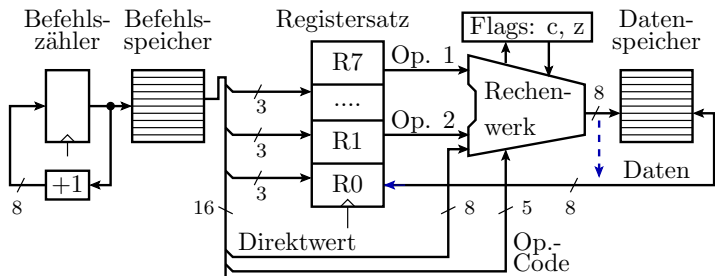 Befehls-
zähler
Befehls-
speicher
Registersatz
Flags: c, z
Daten-
speicher
R7
....
R1
R0
Op. 1
Op. 2
Rechen-
werk
+1
8
3
3
3
16
8
8
5
8
Daten
Direktwert
Op.-
Code